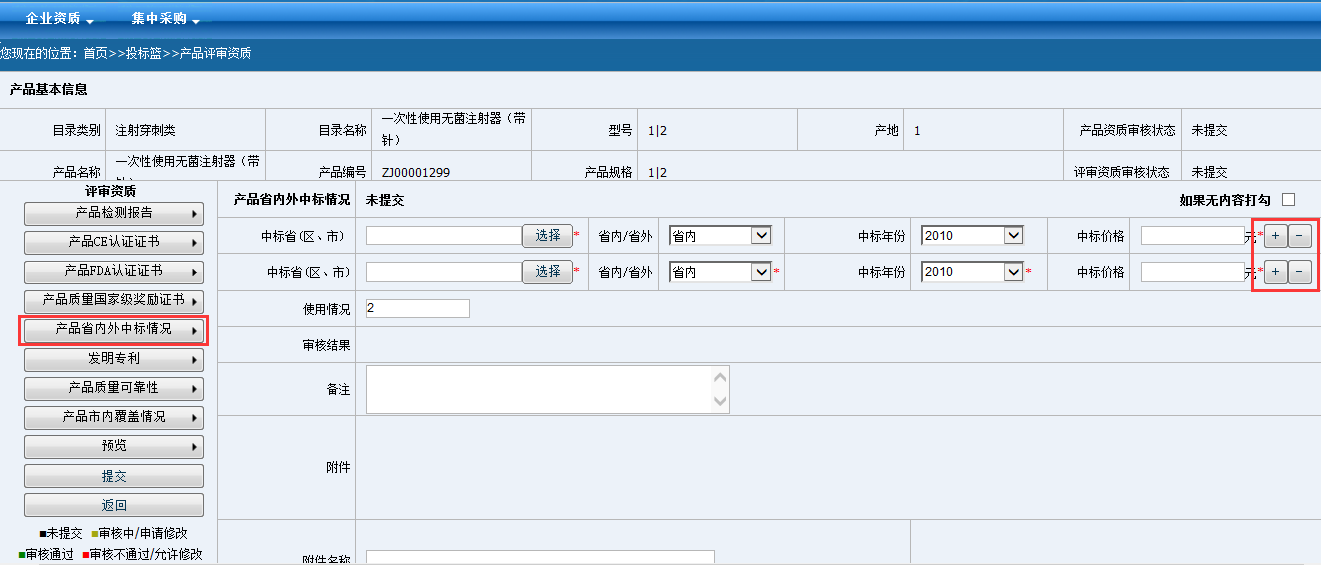 企业资质 集中采购
您现在的位置：首页>>投标篮>>产品评审资质
产品基本信息
目录类别 注射穿刺类 目录名称 一次性使用无菌注射器（带针） 型号 1|2 产地 1 产品资质审核状态 未提交
产品名称 一次性使用无菌注射器（带 产品编号 ZJ00001299 产品规格 1|2 评审资质审核状态 未提交
评审资质
产品检测报告
产品CE认证证书
产品FDA认证证书
产品质量国家级奖励证书
产品省内外中标情况
发明专利
产品质量可靠性
产品市内覆盖情况
预览
提交
返回
■未提交 ■审核中/申请修改
■审核通过 ■审核不通过/允许修改
产品省内外中标情况 未提交 如果无内容打勾
中标省（区、市） 选择 * 省内/省外 省内 中标年份 2010 中标价格 元* + −
中标省（区、市） 选择 * 省内/省外 省内 * 中标年份 2010 * 中标价格 元* + −
使用情况 2
审核结果
备注
附件
附件名称